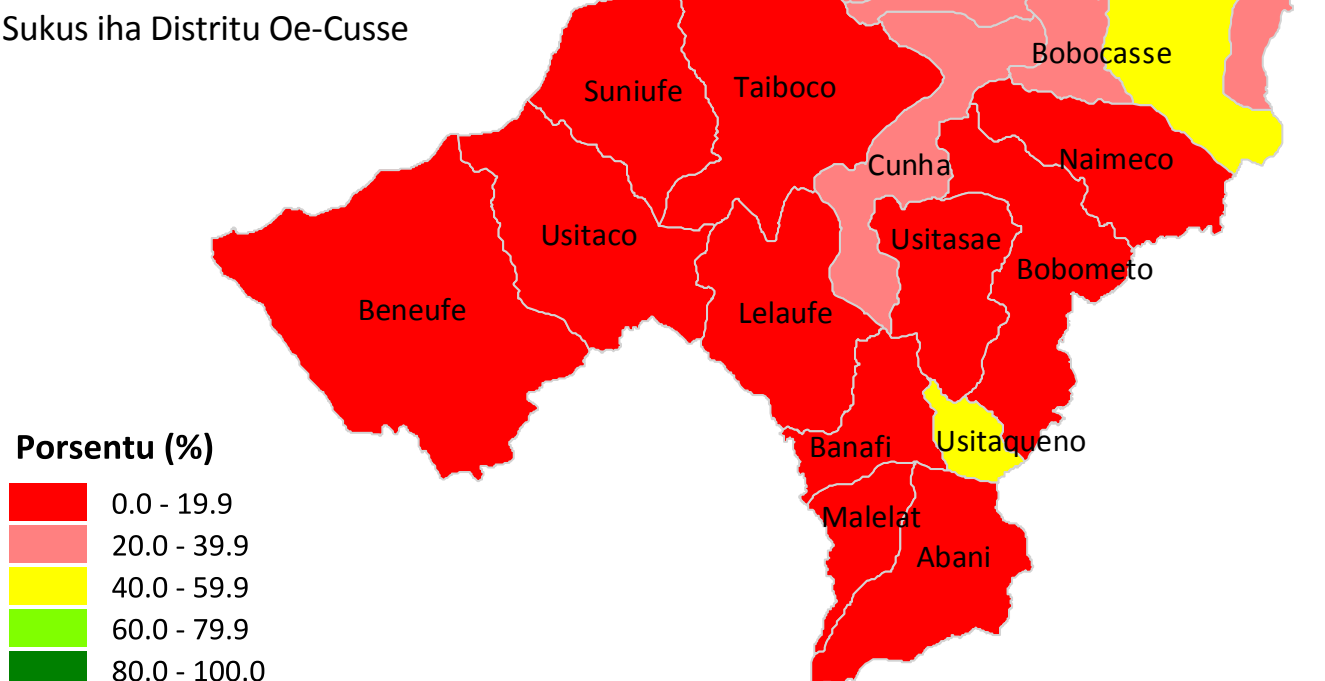 Sukus iha Distritu Oe-Cusse
Bobocasse
Suniufe
Taiboco
Cunha
Naimeco
Usitaco
Usitasae
Bobometo
Beneufe
Lelaufe
Usitaqueno
Banafi
Malelat
Abani
Porsentu (%)
0.0 - 19.9
20.0 - 39.9
40.0 - 59.9
60.0 - 79.9
80.0 - 100.0